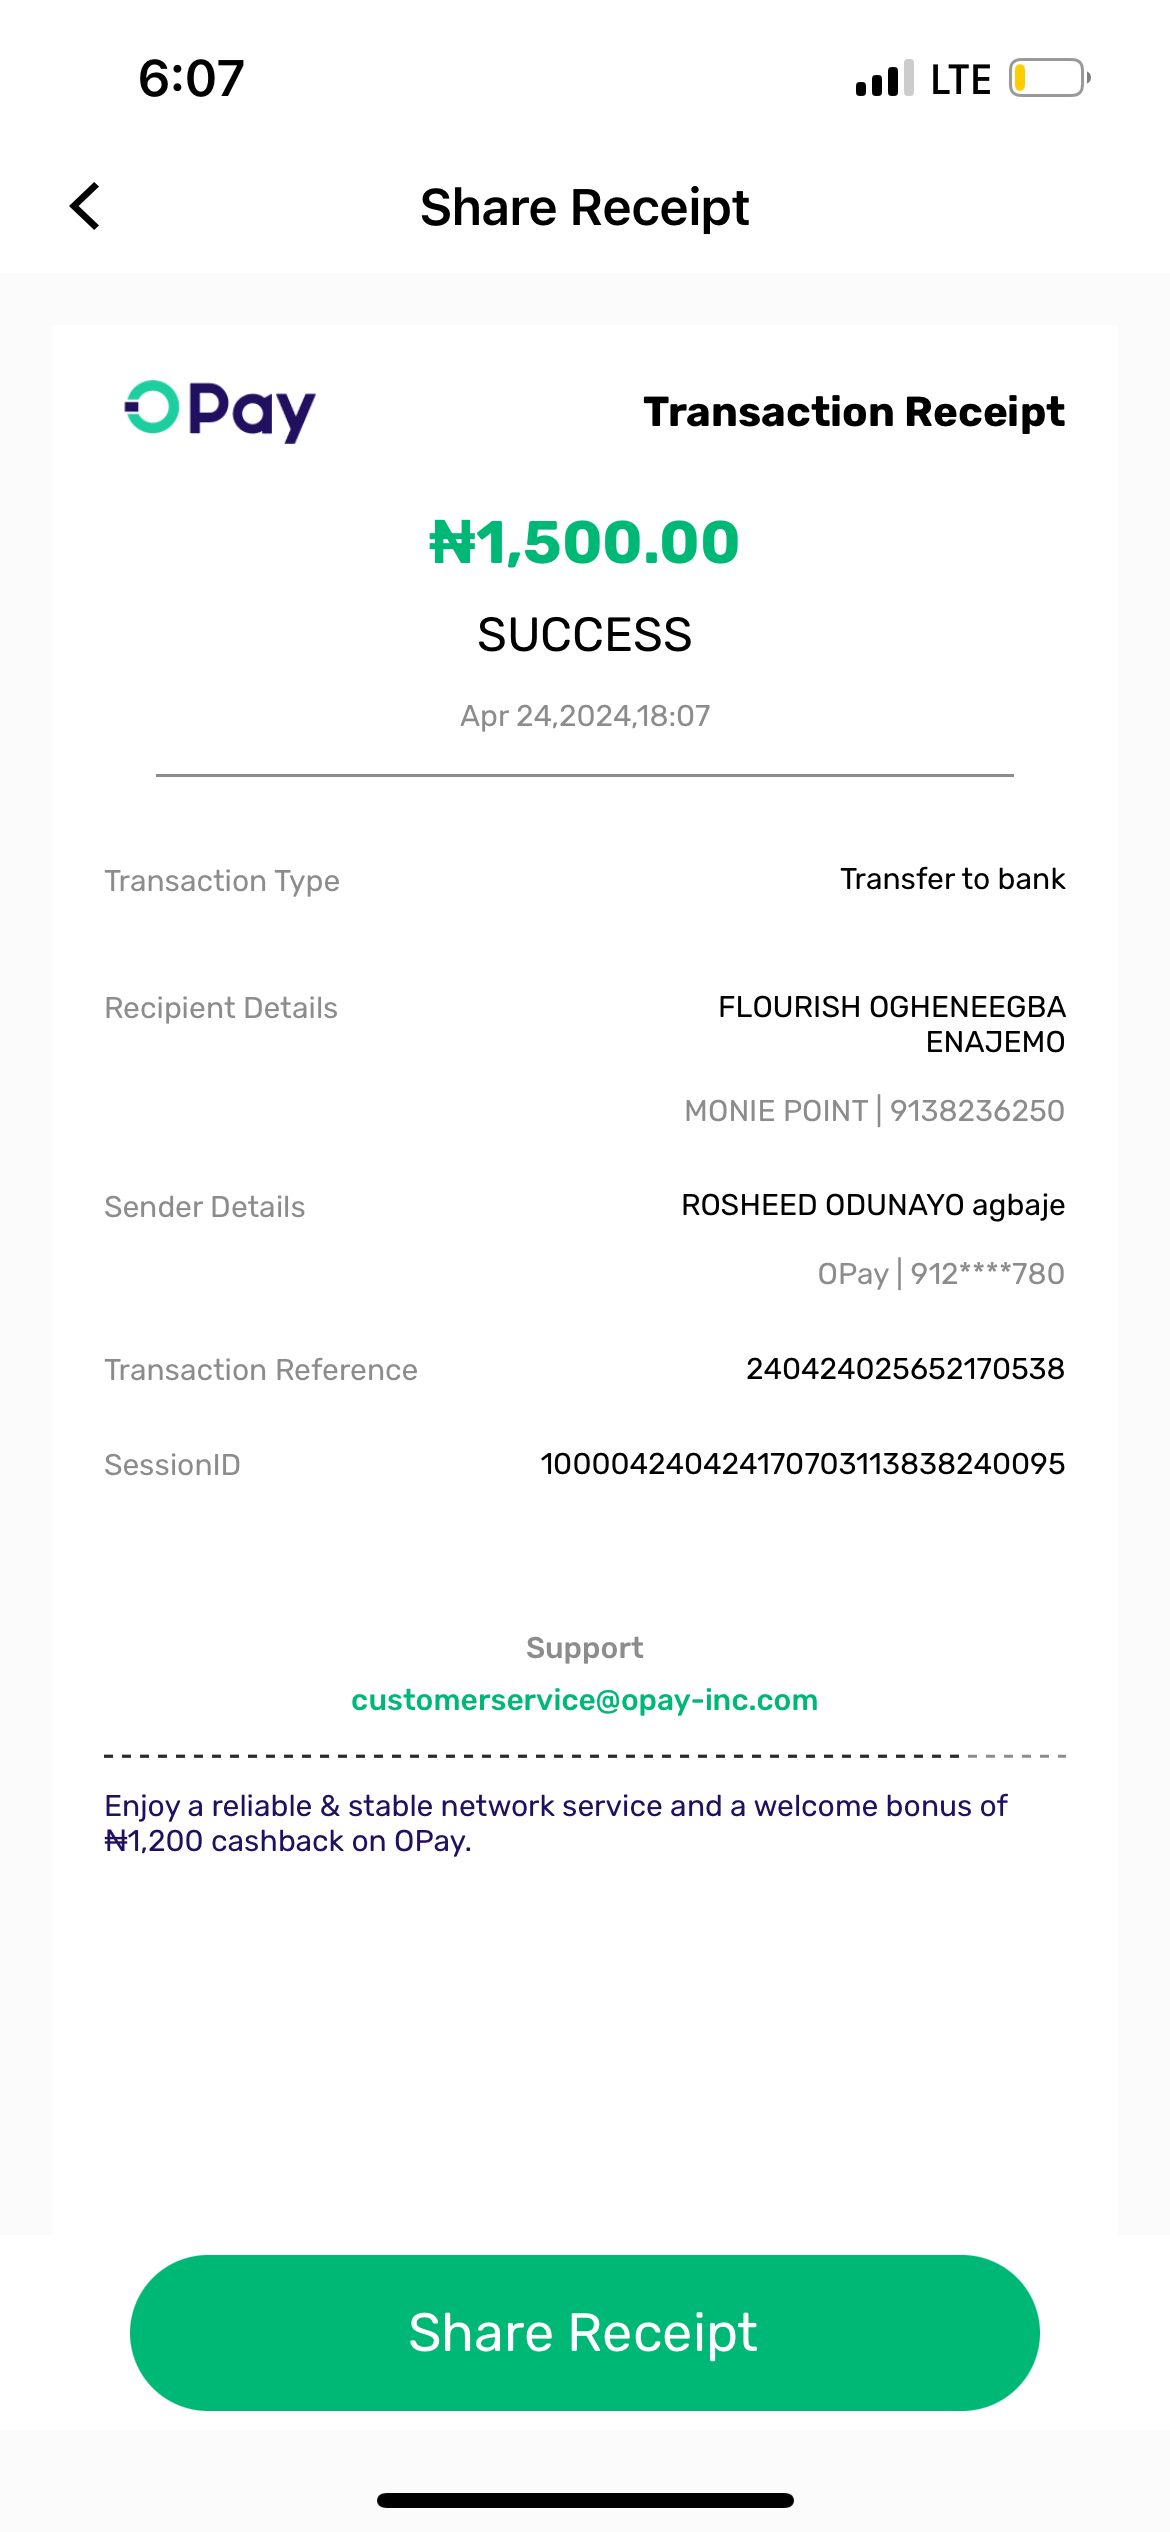 6:07
LTE
Share Receipt
OPay
Transaction Receipt
₦1,500.00
SUCCESS
Apr 24,2024,18:07
Transaction Type
Transfer to bank
Recipient Details
FLOURISH OGHENEEGBA
ENAJEMO
MONIE POINT | 9138236250
Sender Details
ROSHEED ODUNAYO agbaje
OPay | 912****780
Transaction Reference
240424025652170538
SessionID
100004240424170703113838240095
Support
customerservice@opay-inc.com
Enjoy a reliable & stable network service and a welcome bonus of
₦1,200 cashback on OPay.
Share Receipt